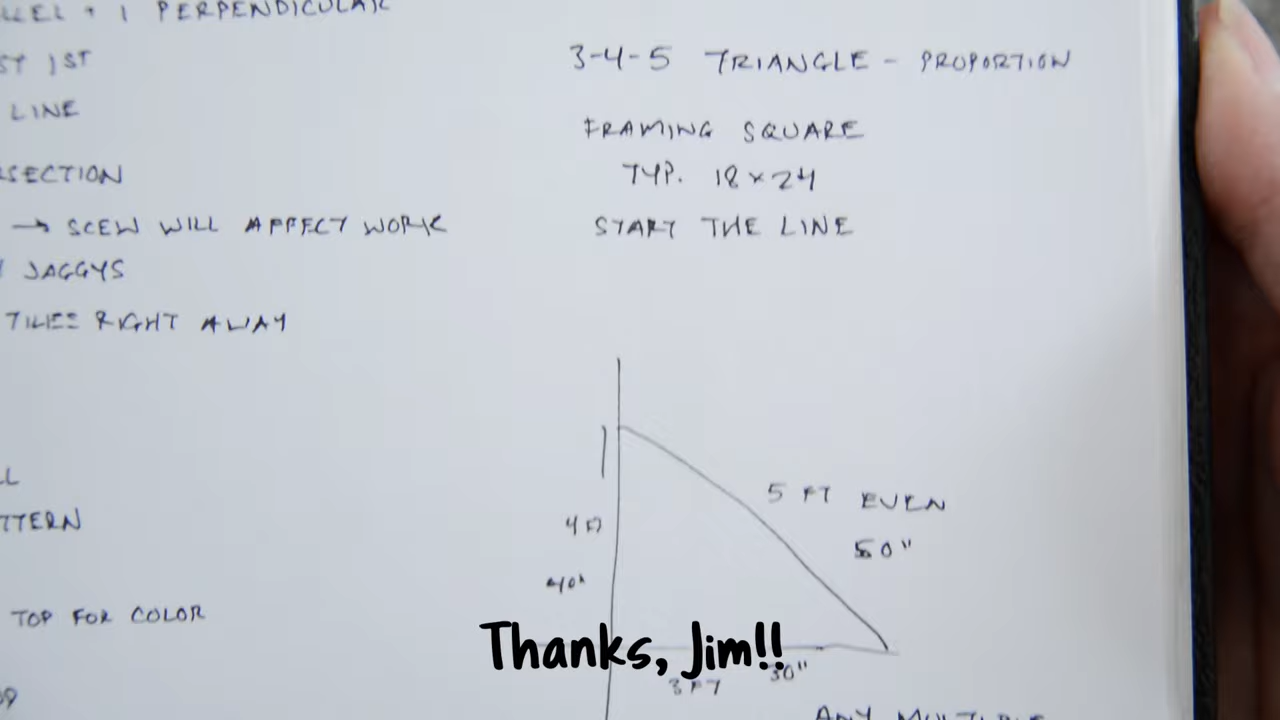 PERPENDICULAR
1ST
LINE
→ SCEW WILL AFFECT WORK
JAGGYS
TILES RIGHT AWAY
TOP FOR COLOR
3-4-5 TRIANGLE - PROPORTION
FRAMING SQUARE
TYP. 18 x 24
START THE LINE
5 FT EVEN
50"
4 FT
40"
Thanks, Jim!!
3 FT 30"
ANY MULTIPLE